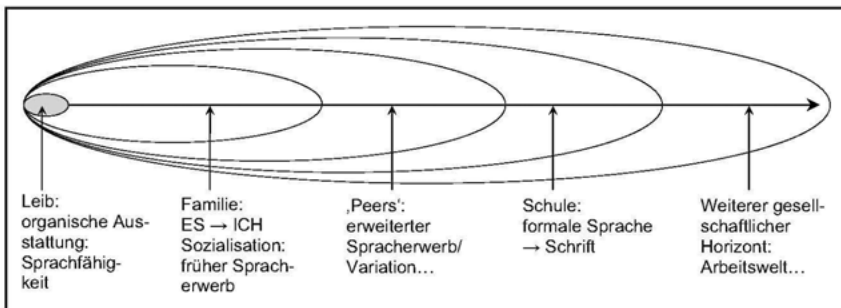 Leib:
organische Aus-
stattung:
Sprachfähig-
keit
Familie:
ES → ICH
Sozialisation:
früher Sprach-
erwerb
‚Peers‘:
erweiterter
Spracherwerb/
Variation…
Schule:
formale Sprache
→ Schrift
Weiterer gesell-
schaftlicher
Horizont:
Arbeitswelt…